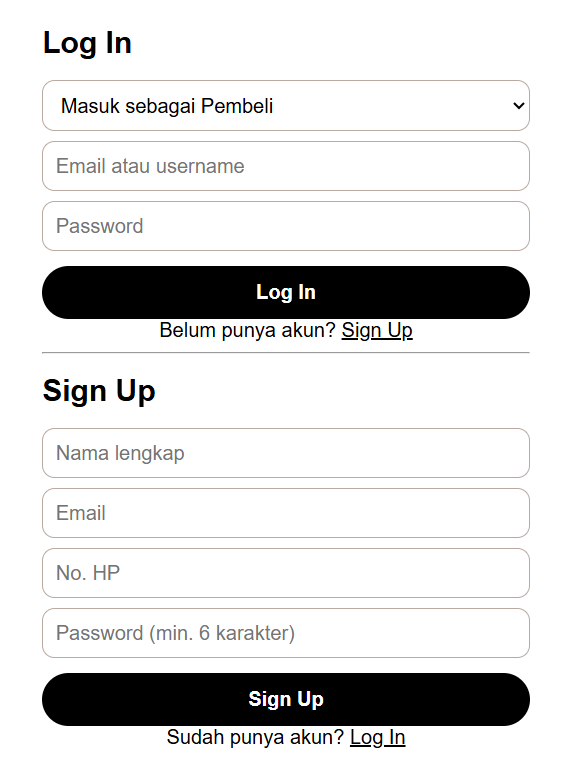 Log In
Masuk sebagai Pembeli
Email atau username
Password
Log In
Belum punya akun? Sign Up
Sign Up
Nama lengkap
Email
No. HP
Password (min. 6 karakter)
Sign Up
Sudah punya akun? Log In